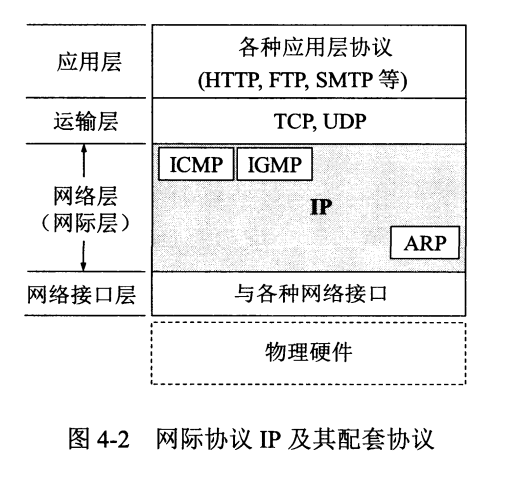 应用层
各种应用层协议
(HTTP, FTP, SMTP 等)
运输层
TCP, UDP
ICMP
IGMP
网络层
（网际层）
IP
ARP
网络接口层
与各种网络接口
物理硬件
图 4-2 网际协议 IP 及其配套协议